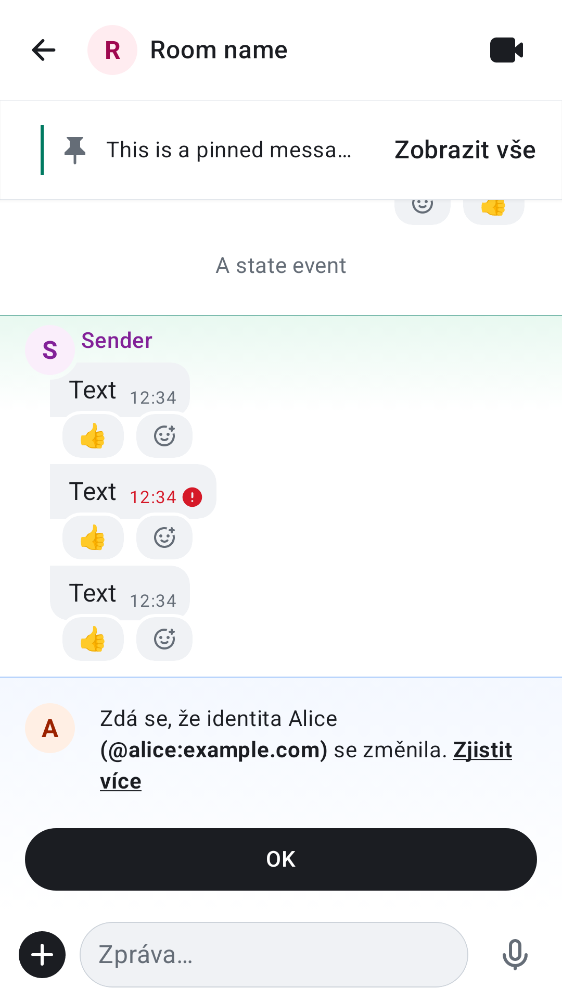 R Room name
This is a pinned messa... Zobrazit vše
A state event
S Sender
Text 12:34
Text 12:34
Text 12:34
Zdá se, že identita Alice
A (@alice:example.com) se změnila. Zjistit
více
OK
Zpráva...